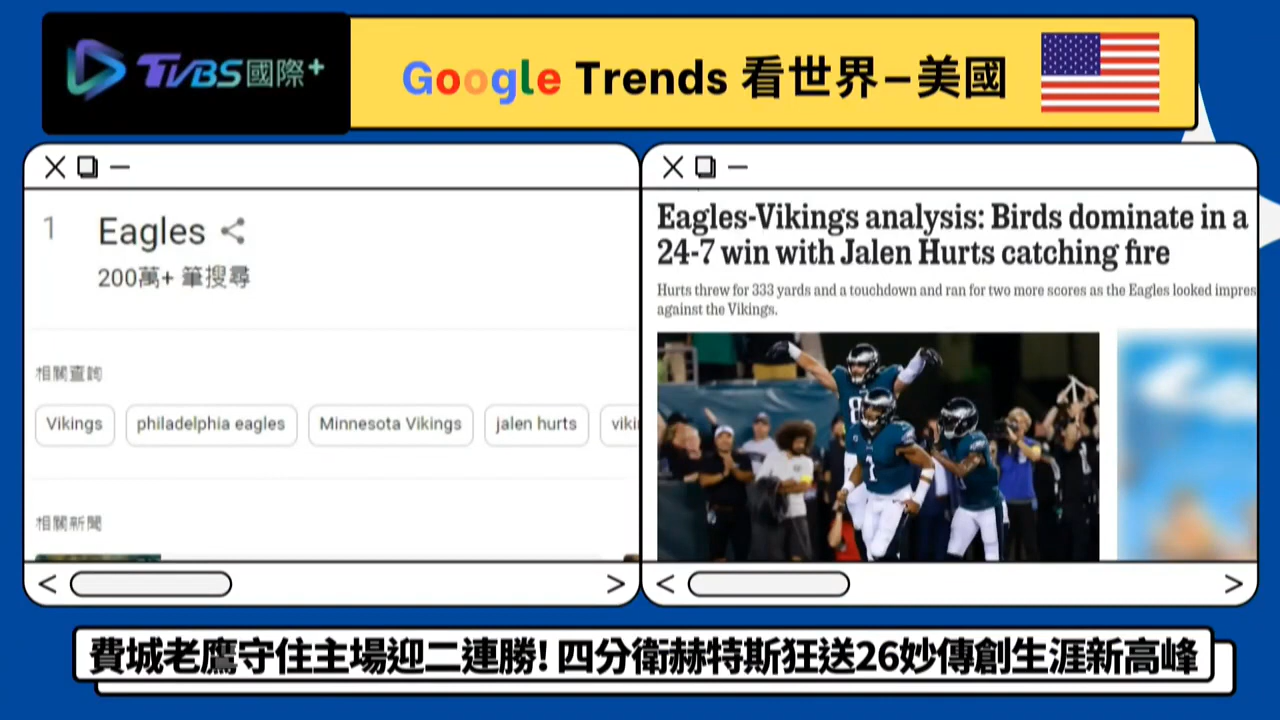 TVBS國際+
Google Trends 看世界–美國
1
Eagles
200萬+ 筆搜尋
相關查詢
Vikings
philadelphia eagles
Minnesota Vikings
jalen hurts
相關新聞
Eagles-Vikings analysis: Birds dominate in a
24-7 win with Jalen Hurts catching fire
Hurts threw for 333 yards and a touchdown and ran for two more scores as the Eagles looked
against the Vikings.
費城老鷹守住主場迎二連勝! 四分衛赫特斯狂送26妙傳創生涯新高峰